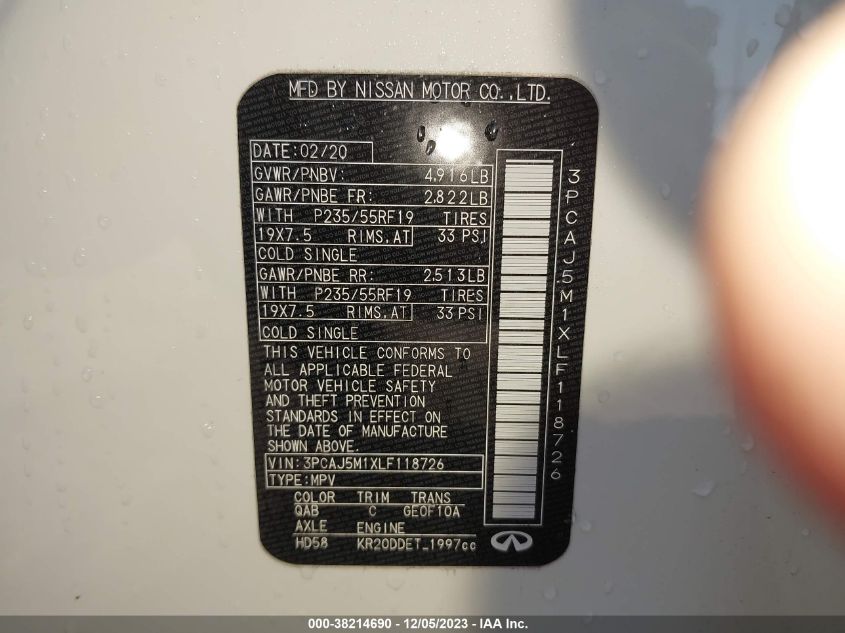 MFD BY NISSAN MOTOR CO.,LTD.
DATE:02/20
GVWR/PNBV: 4,916LB
GAWR/PNBE FR: 2,822LB
WITH P235/55RF19 TIRES
19X7.5 RIMS,AT 33 PSI
COLD SINGLE
GAWR/PNBE RR: 2,513LB
WITH P235/55RF19 TIRES
19X7.5 RIMS,AT 33 PSI
COLD SINGLE
THIS VEHICLE CONFORMS TO
ALL APPLICABLE FEDERAL
MOTOR VEHICLE SAFETY
AND THEFT PREVENTION
STANDARDS IN EFFECT ON
THE DATE OF MANUFACTURE
SHOWN ABOVE.
VIN:3PCAJ5M1XLF118726
TYPE:MPV
COLOR TRIM TRANS
QAB C GE0F10A
AXLE ENGINE
HD58 KR20DDET_1997cc
3PCAJ5M1XLF118726
000-38214690 - 12/05/2023 - IAA Inc.